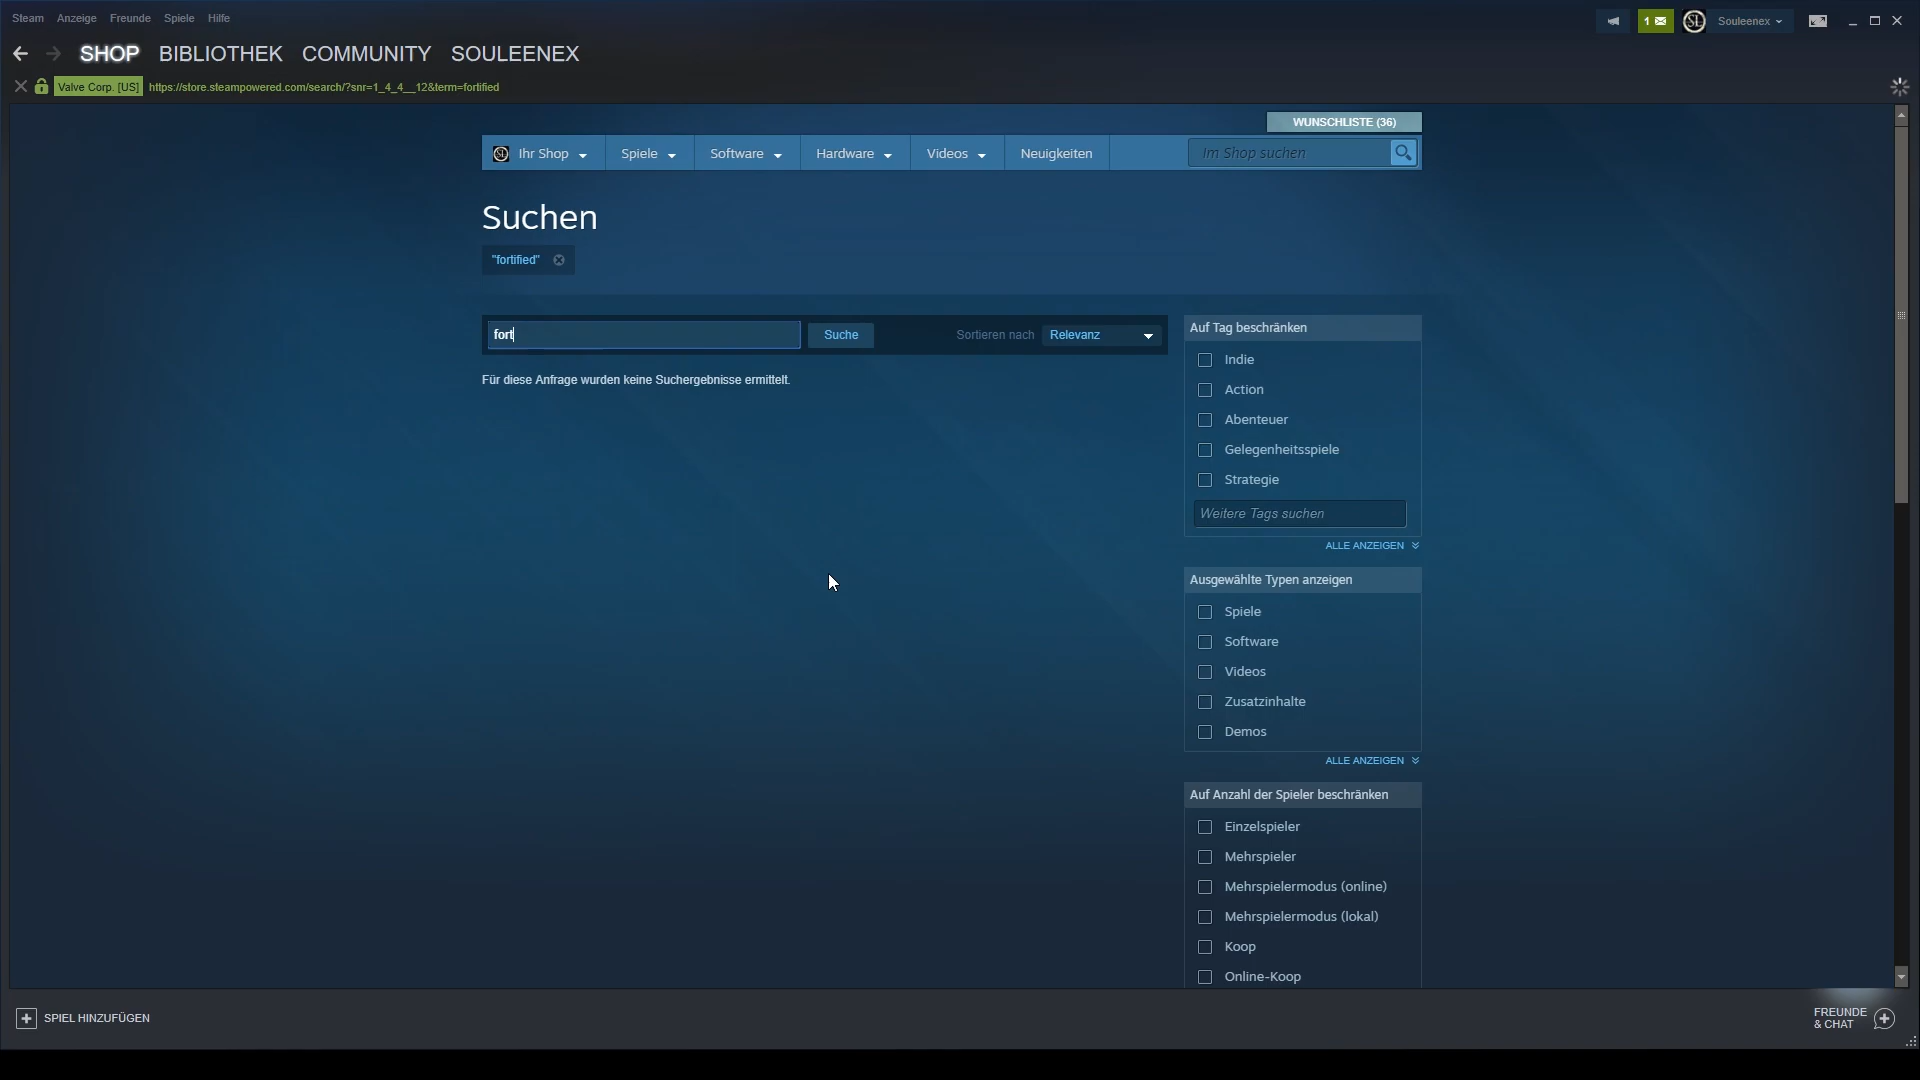 Steam Anzeige Freunde Spiele Hilfe
1 Souleenex
SHOP BIBLIOTHEK COMMUNITY SOULEENEX
Valve Corp. [US] https://store.steampowered.com/search/?snr=1_4_4__12&term=fortified
WUNSCHLISTE (36)
Ihr Shop Spiele Software Hardware Videos Neuigkeiten Im Shop suchen
Suchen
"fortified"
fort Suche Sortieren nach Relevanz
Für diese Anfrage wurden keine Suchergebnisse ermittelt.
Auf Tag beschränken
Indie
Action
Abenteuer
Gelegenheitsspiele
Strategie
Weitere Tags suchen
ALLE ANZEIGEN
Ausgewählte Typen anzeigen
Spiele
Software
Videos
Zusatzinhalte
Demos
ALLE ANZEIGEN
Auf Anzahl der Spieler beschränken
Einzelspieler
Mehrspieler
Mehrspielermodus (online)
Mehrspielermodus (lokal)
Koop
Online-Koop
SPIEL HINZUFÜGEN
FREUNDE
& CHAT